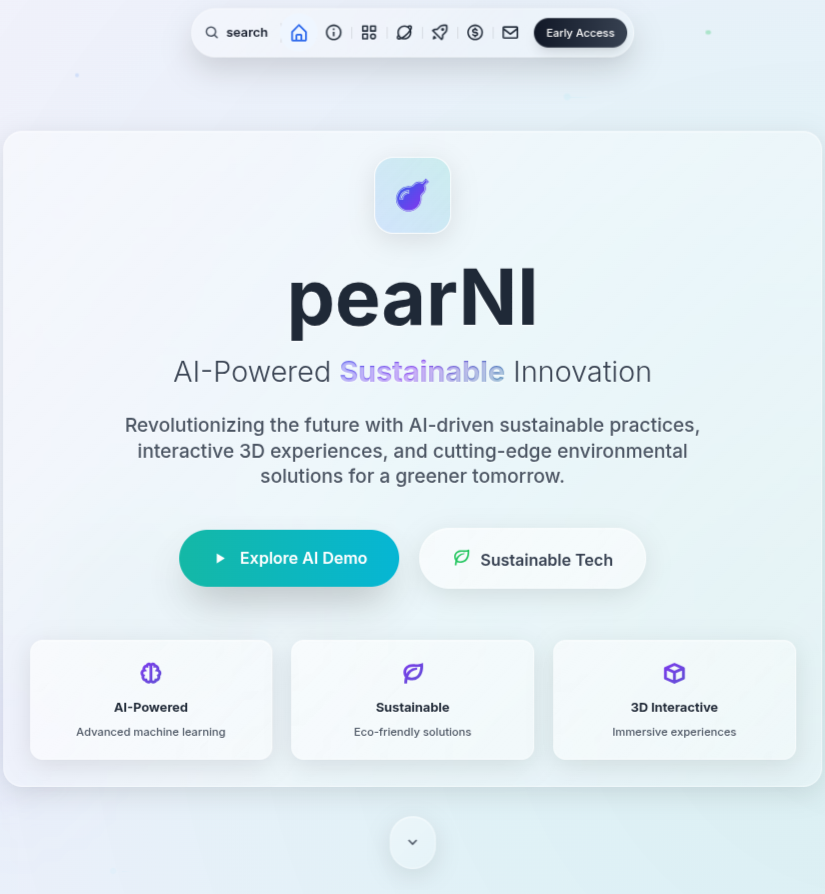 search
Early Access
pearNI
AI-Powered Sustainable Innovation
Revolutionizing the future with AI-driven sustainable practices,
interactive 3D experiences, and cutting-edge environmental
solutions for a greener tomorrow.
Explore AI Demo
Sustainable Tech
AI-Powered
Advanced machine learning
Sustainable
Eco-friendly solutions
3D Interactive
Immersive experiences